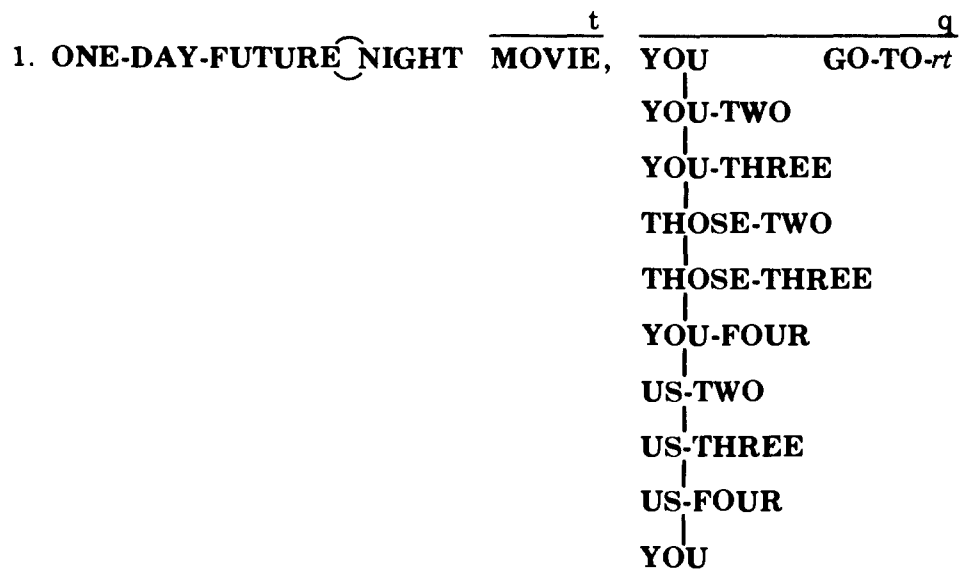 t q
1. ONE-DAY-FUTURE NIGHT MOVIE, YOU GO-TO-rt
YOU-TWO
YOU-THREE
THOSE-TWO
THOSE-THREE
YOU-FOUR
US-TWO
US-THREE
US-FOUR
YOU